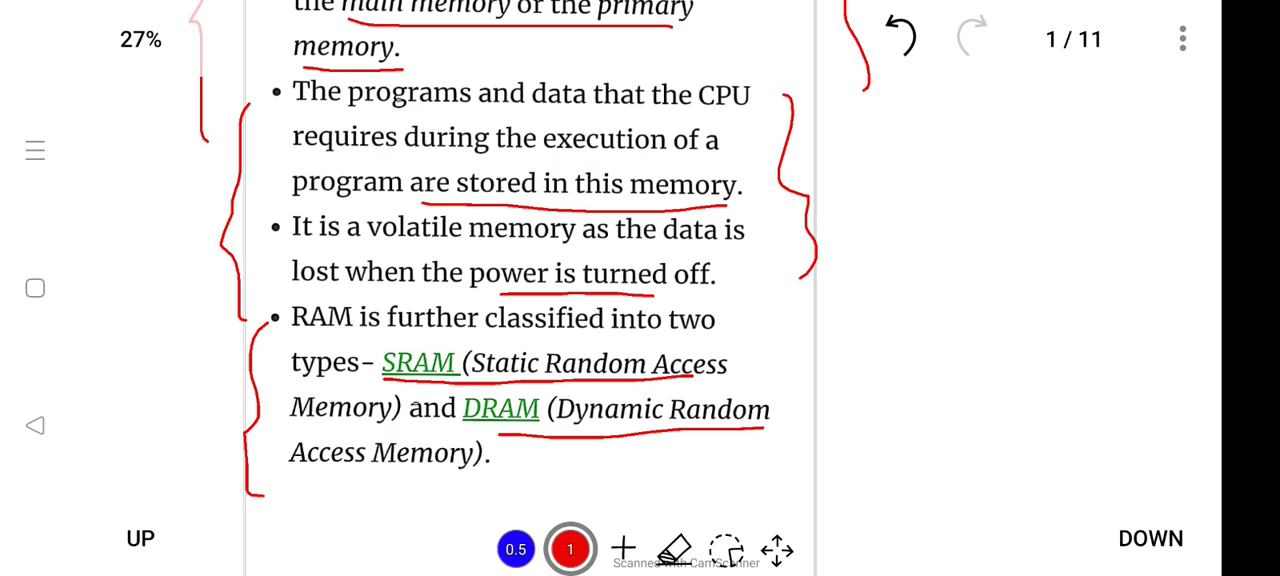 the main memory or the primary
27%
1 / 11
memory.
• The programs and data that the CPU
requires during the execution of a
program are stored in this memory.
• It is a volatile memory as the data is
lost when the power is turned off.
• RAM is further classified into two
types- SRAM (Static Random Access
Memory) and DRAM (Dynamic Random
Access Memory).
UP
DOWN
0.5
1
Scanned with CamScanner